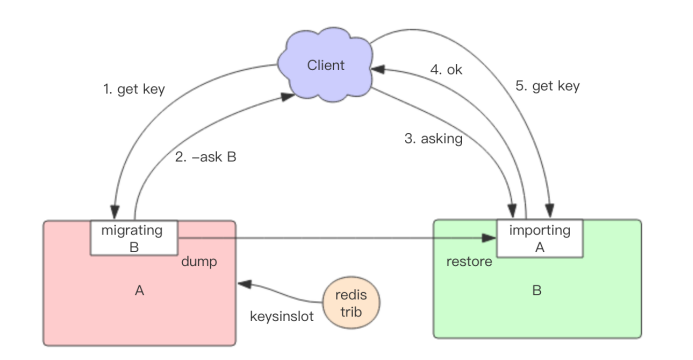 Client
1. get key
4. ok
5. get key
3. asking
2. -ask B
migrating
B
importing
A
dump
restore
A
B
redis
trib
keysinslot